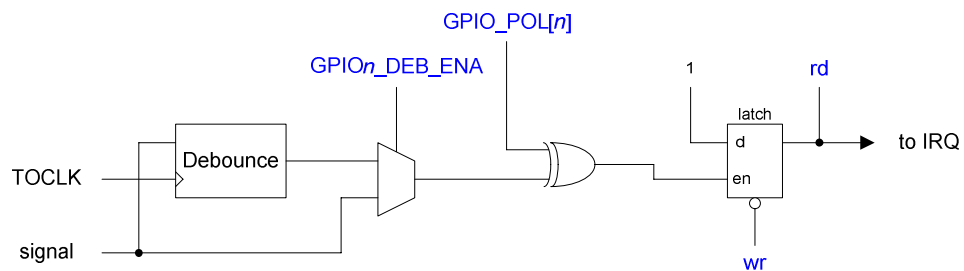 GPIO_POL[n]
GPIOn_DEB_ENA
1
rd
latch
Debounce
d
to IRQ
TOCLK
en
signal
wr